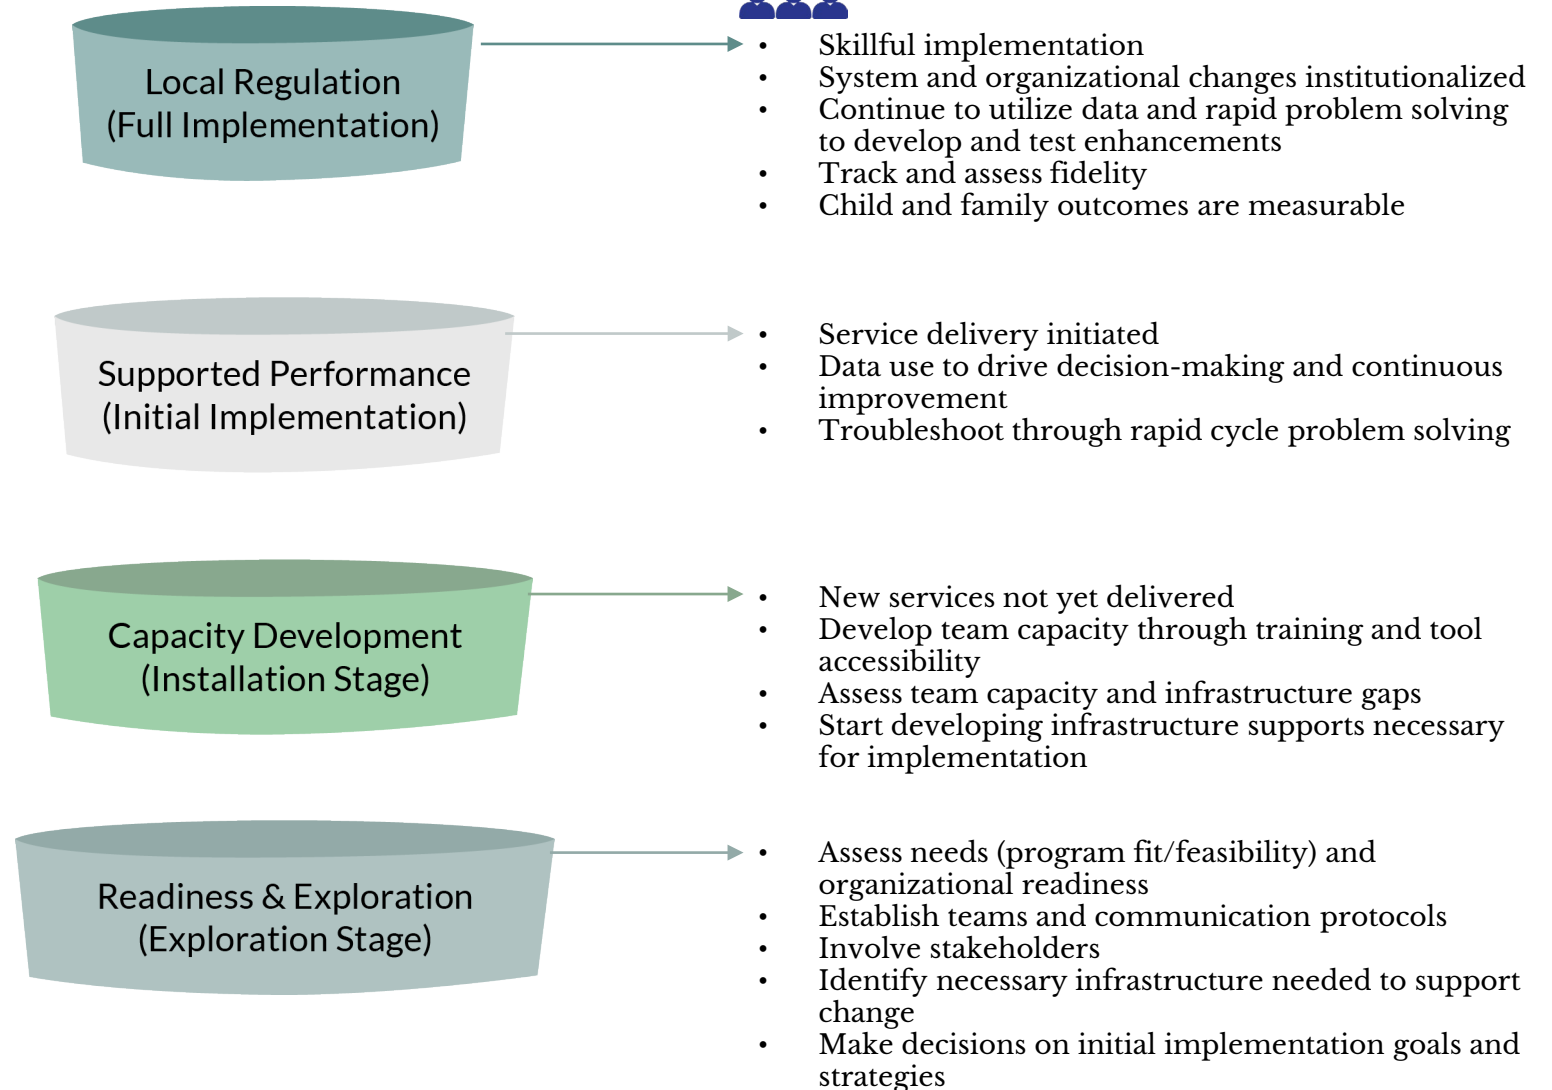 Local Regulation
(Full Implementation)
• Skillful implementation
• System and organizational changes institutionalized
• Continue to utilize data and rapid problem solving
to develop and test enhancements
• Track and assess fidelity
• Child and family outcomes are measurable
Supported Performance
(Initial Implementation)
• Service delivery initiated
• Data use to drive decision-making and continuous
improvement
• Troubleshoot through rapid cycle problem solving
Capacity Development
(Installation Stage)
• New services not yet delivered
• Develop team capacity through training and tool
accessibility
• Assess team capacity and infrastructure gaps
• Start developing infrastructure supports necessary
for implementation
Readiness & Exploration
(Exploration Stage)
• Assess needs (program fit/feasibility) and
organizational readiness
• Establish teams and communication protocols
• Involve stakeholders
• Identify necessary infrastructure needed to support
change
• Make decisions on initial implementation goals and
strategies